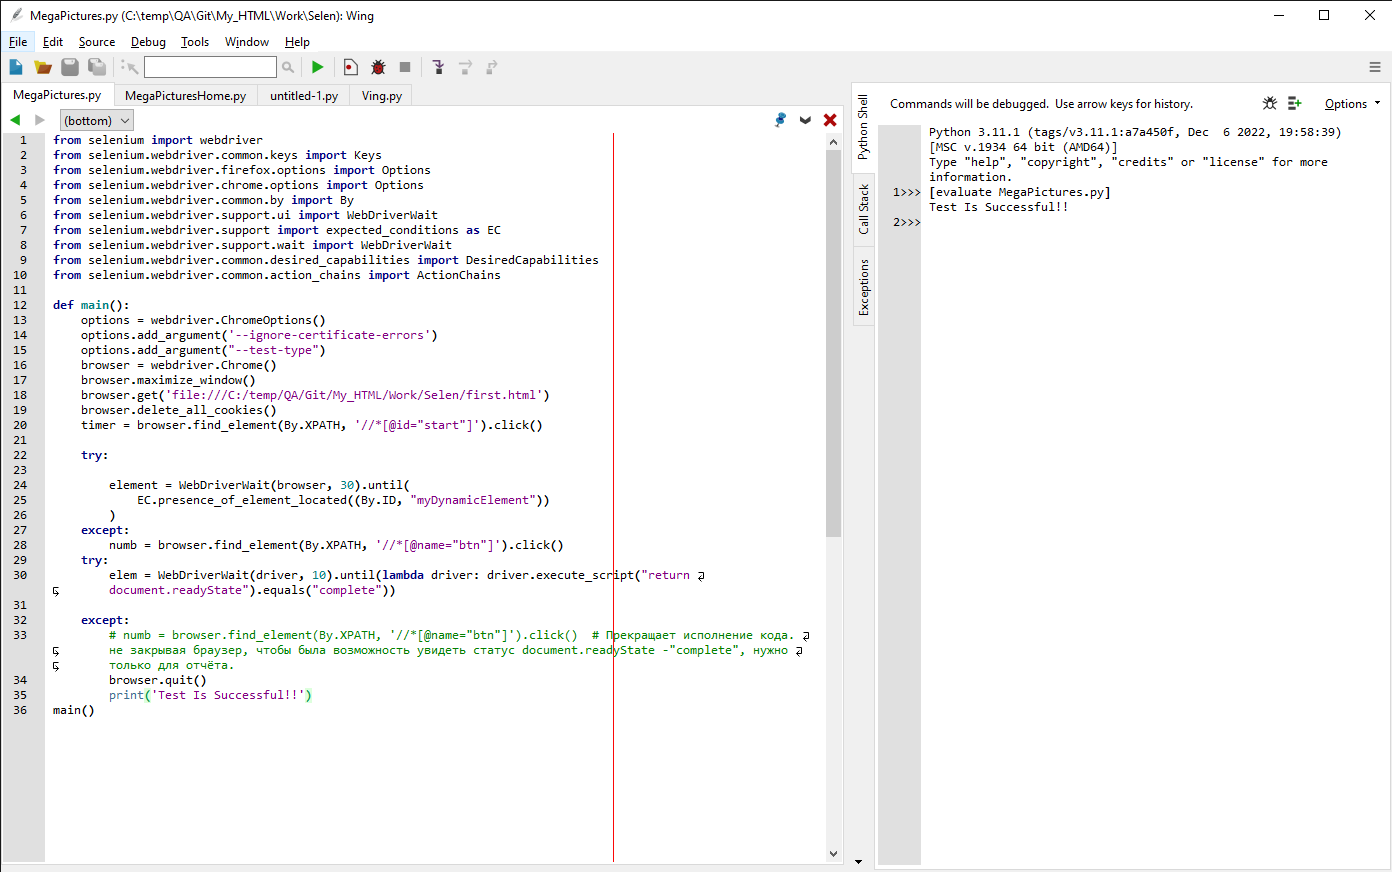 MegaPictures.py (C:\temp\QA\Git\My_HTML\Work\Selen): Wing
File Edit Source Debug Tools Window Help
MegaPictures.py MegaPicturesHome.py untitled-1.py Ving.py
(bottom)
1 from selenium import webdriver
2 from selenium.webdriver.common.keys import Keys
3 from selenium.webdriver.firefox.options import Options
4 from selenium.webdriver.chrome.options import Options
5 from selenium.webdriver.common.by import By
6 from selenium.webdriver.support.ui import WebDriverWait
7 from selenium.webdriver.support import expected_conditions as EC
8 from selenium.webdriver.support.wait import WebDriverWait
9 from selenium.webdriver.common.desired_capabilities import DesiredCapabilities
10 from selenium.webdriver.common.action_chains import ActionChains
11
12 def main():
13 options = webdriver.ChromeOptions()
14 options.add_argument('--ignore-certificate-errors')
15 options.add_argument("--test-type")
16 browser = webdriver.Chrome()
17 browser.maximize_window()
18 browser.get('file:///C:/temp/QA/Git/My_HTML/Work/Selen/first.html')
19 browser.delete_all_cookies()
20 timer = browser.find_element(By.XPATH, '//*[@id="start"]').click()
21
22 try:
23
24 element = WebDriverWait(browser, 30).until(
25 EC.presence_of_element_located((By.ID, "myDynamicElement"))
26 )
27 except:
28 numb = browser.find_element(By.XPATH, '//*[@name="btn"]').click()
29 try:
30 elem = WebDriverWait(driver, 10).until(lambda driver: driver.execute_script("return
document.readyState").equals("complete"))
31
32 except:
33 # numb = browser.find_element(By.XPATH, '//*[@name="btn"]').click() # Прекращает исполнение кода.
не закрывая браузер, чтобы была возможность увидеть статус document.readyState -"complete", нужно
только для отчёта.
34 browser.quit()
35 print('Test Is Successful!!')
36 main()
Python Shell
Call Stack
Exceptions
Commands will be debugged. Use arrow keys for history.
Options
Python 3.11.1 (tags/v3.11.1:a7a450f, Dec 6 2022, 19:58:39)
[MSC v.1934 64 bit (AMD64)]
Type "help", "copyright", "credits" or "license" for more
information.
1>>> [evaluate MegaPictures.py]
Test Is Successful!!
2>>>